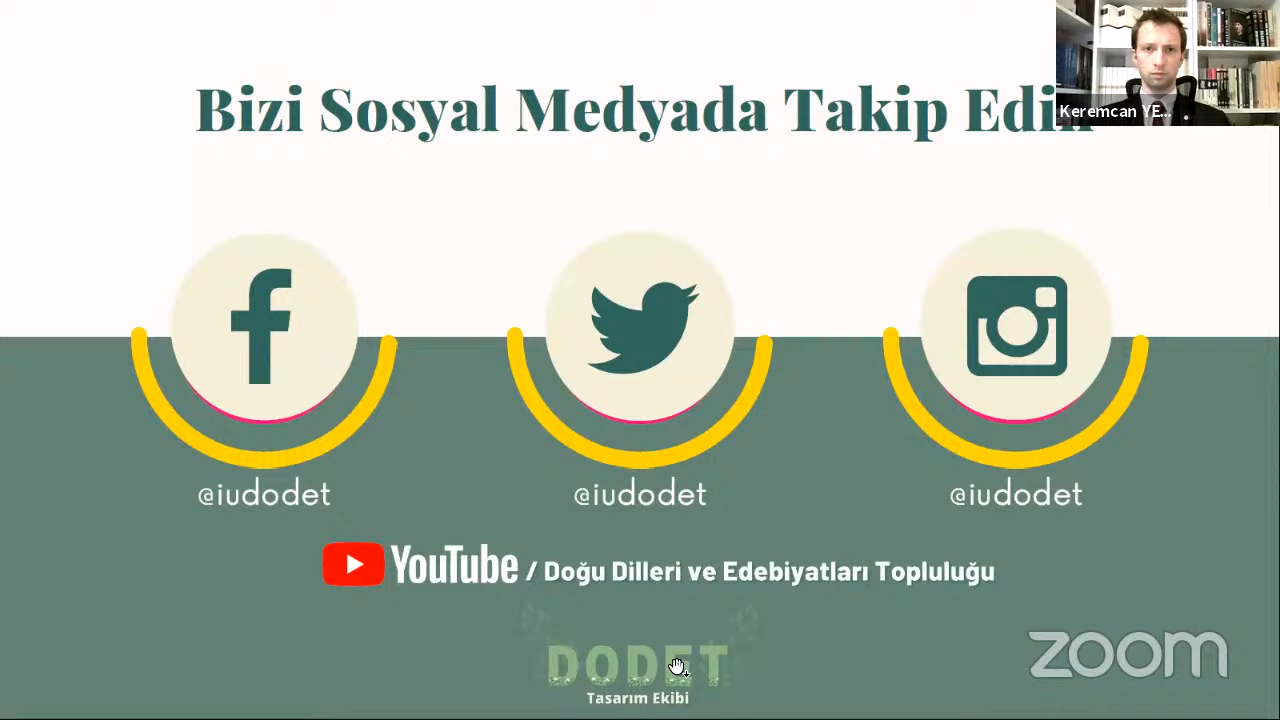 Bizi Sosyal Medyada Takip Edin
Keremcan YE...
@iudodet
@iudodet
@iudodet
YouTube / Doğu Dilleri ve Edebiyatları Topluluğu
DODET
Tasarım Ekibi
zoom